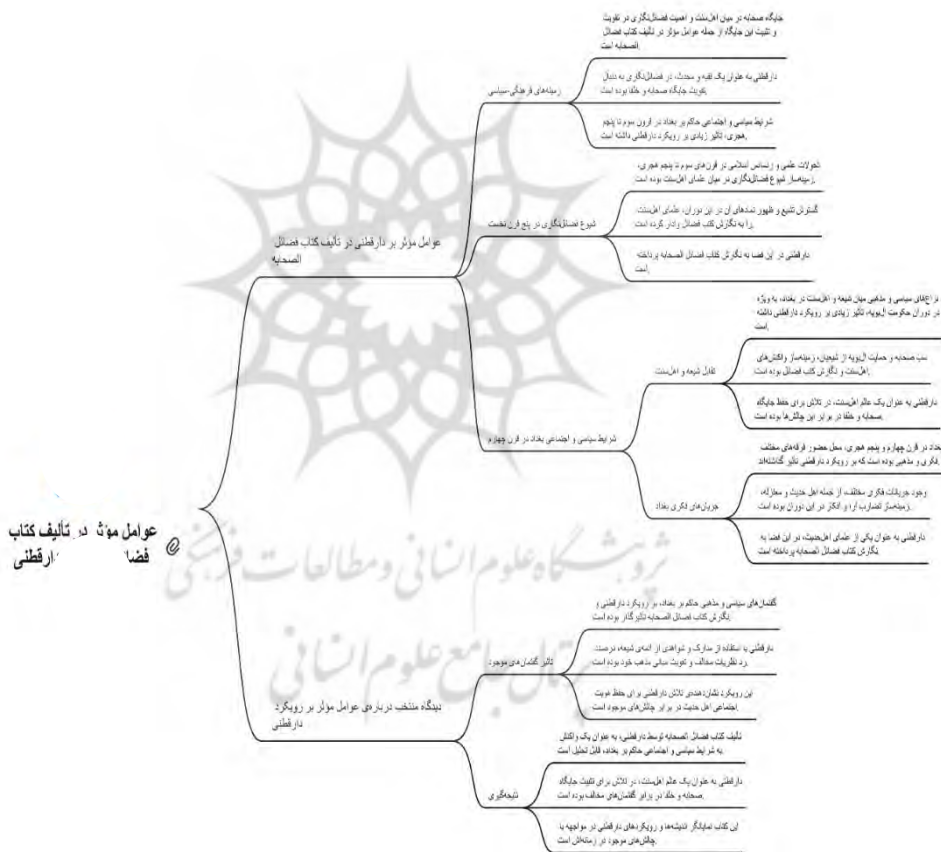 جایگاه صحابه در میان اهل‌سنت و اهمیت فضائل‌نگاری در تقویت
و تثبیت این جایگاه از جمله عوامل مؤثر در تألیف کتاب فضائل
الصحابه است.
زمینه‌های فرهنگی-سیاسی
دارقطنی به عنوان یک فقیه و محدث، در فضائل‌نگاری به دنبال
تقویت جایگاه صحابه و خلفا بوده است.
شرایط سیاسی و اجتماعی حاکم بر بغداد در قرون سوم تا پنجم
هجری، تأثیر زیادی بر رویکرد دارقطنی داشته است.
عوامل مؤثر بر دارقطنی در تألیف کتاب فضائل
الصحابه
شیوع فضائل‌نگاری در پنج قرن نخست
تحولات علمی و رنسانس اسلامی در قرن‌های سوم تا پنجم هجری،
زمینه‌ساز شیوع فضائل‌نگاری در میان علمای اهل‌سنت بوده است.
گسترش تشیع و ظهور نمادهای آن در این دوران، علمای اهل‌سنت
را به نگارش کتب فضائل وادار کرده است.
دارقطنی در این فضا به نگارش کتاب فضائل الصحابه پرداخته
است.
شرایط سیاسی و اجتماعی بغداد در قرن چهارم
تقابل شیعه و اهل‌سنت
نزاع‌های سیاسی و مذهبی میان شیعه و اهل‌سنت در بغداد، به ویژه
در دوران حکومت آل‌بویه، تأثیر زیادی بر رویکرد دارقطنی داشته
است.
سب صحابه و حمایت آل‌بویه از شیعیان، زمینه‌ساز واکنش‌های
اهل‌سنت و نگارش کتب فضائل بوده است.
دارقطنی به عنوان یک عالم اهل‌سنت، در تلاش برای حفظ جایگاه
صحابه و خلفا در برابر این چالش‌ها بوده است.
جریان‌های فکری بغداد
بغداد در قرن چهارم و پنجم هجری، محل حضور فرقه‌های مختلف
فکری و مذهبی بوده است که بر رویکرد دارقطنی تأثیر گذاشته‌اند.
وجود جریانات فکری مختلف، از جمله اهل حدیث و معتزله،
زمینه‌ساز تضارب آرا و افکار در این دوران بوده است.
دارقطنی به عنوان یکی از علمای اهل‌حدیث، در این فضا به
نگارش کتاب فضائل الصحابه پرداخته است.
عوامل مؤثر در تألیف کتاب
دارقطنی
پژوهشگاه علوم انسانی و مطالعات فرهنگی
پرتال جامع علوم انسانی
دیدگاه منتخب درباره‌ی عوامل مؤثر بر رویکرد
دارقطنی
تاثیر گفتمان‌های موجود
گفتمان‌های سیاسی و مذهبی حاکم بر بغداد، بر رویکرد دارقطنی و
نگارش کتاب فضائل الصحابه تأثیرگذار بوده است.
دارقطنی با استفاده از مدارک و شواهدی از ائمه‌ی شیعه، درصدد
رد نظریات مخالف و تقویت مبانی مذهب خود بوده است.
این رویکرد نشان‌دهنده‌ی تلاش دارقطنی برای حفظ هویت
اجتماعی اهل حدیث در برابر چالش‌های موجود است.
نتیجه‌گیری
تألیف کتاب فضائل الصحابه توسط دارقطنی، به عنوان یک واکنش
به شرایط سیاسی و اجتماعی حاکم بر بغداد، قابل تحلیل است.
دارقطنی به عنوان یک عالم اهل‌سنت، در تلاش برای تثبیت جایگاه
صحابه و خلفا در برابر گفتمان‌های مخالف بوده است.
این کتاب نمایانگر اندیشه‌ها و رویکردهای دارقطنی در مواجهه با
چالش‌های موجود در زمانه‌اش است.